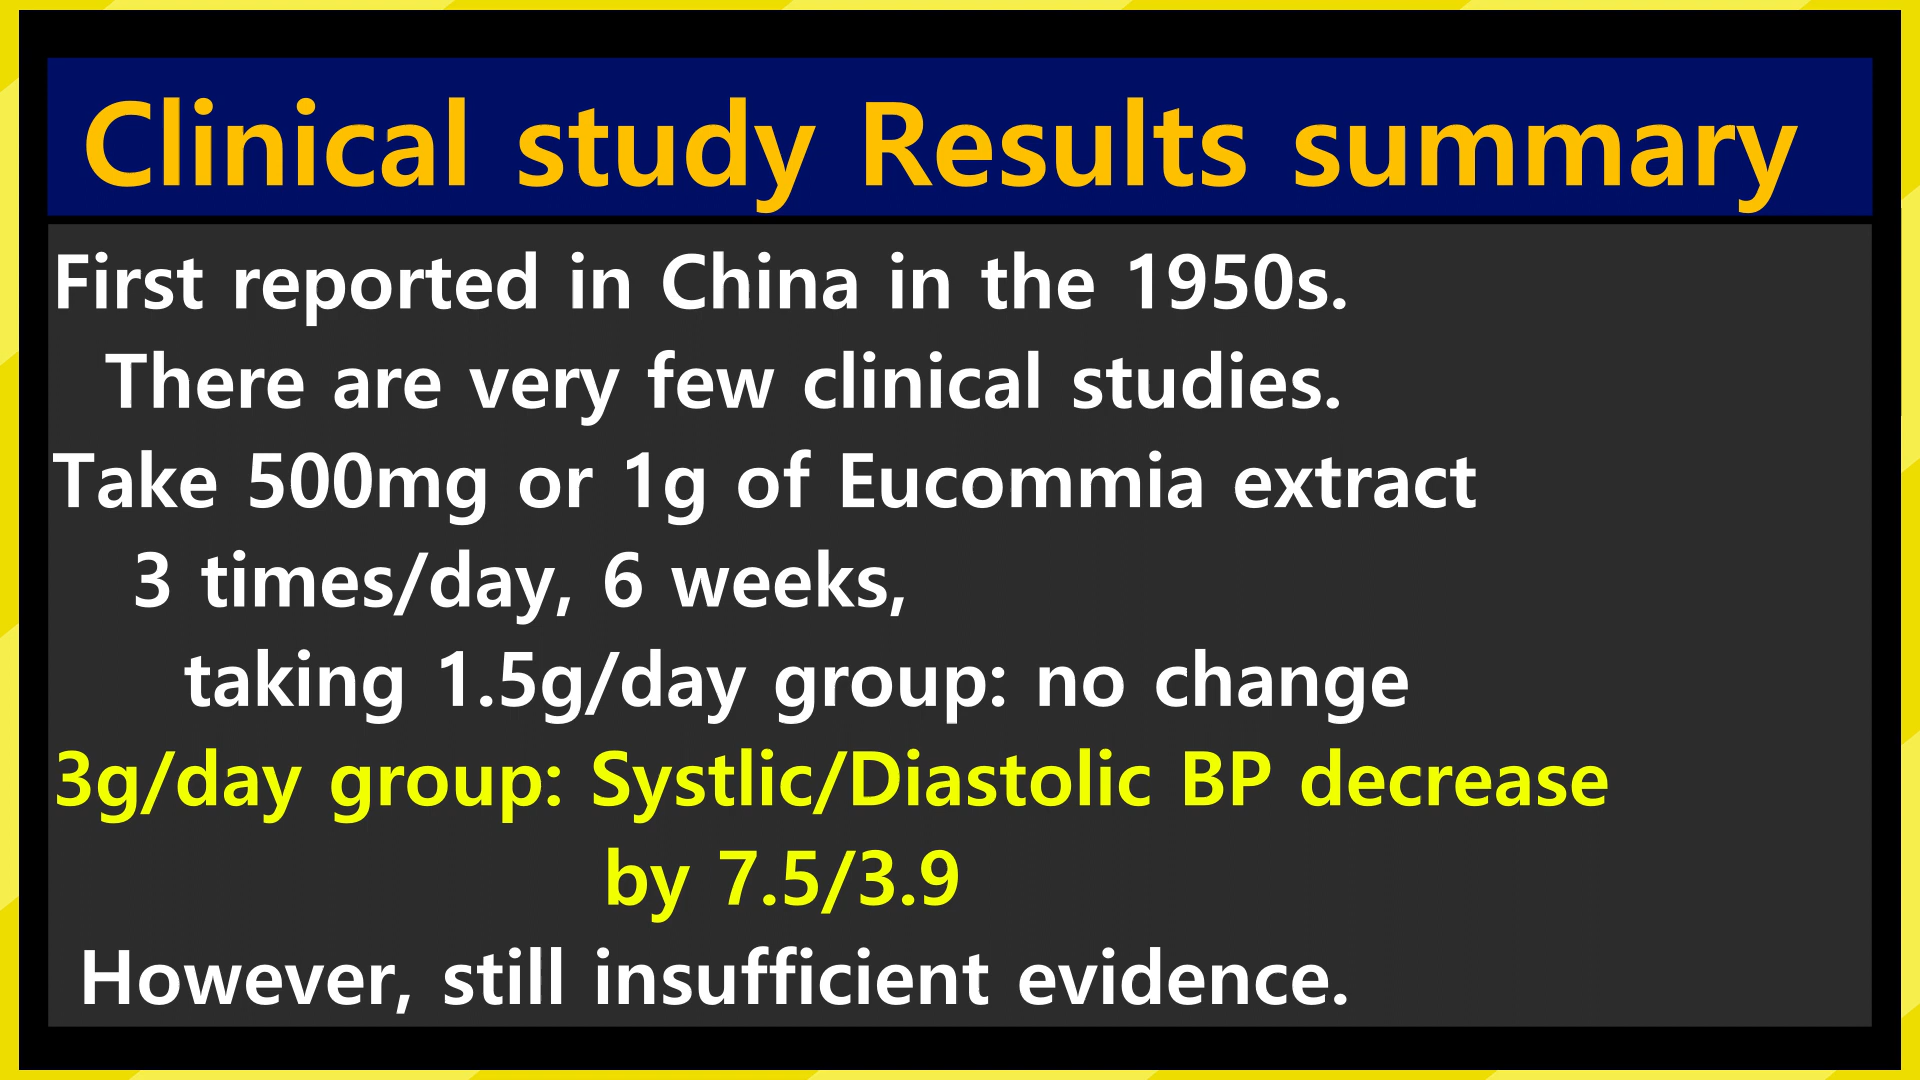 Clinical study Results summary
First reported in China in the 1950s.
There are very few clinical studies.
Take 500mg or 1g of Eucommia extract
3 times/day, 6 weeks,
taking 1.5g/day group: no change
3g/day group: Systlic/Diastolic BP decrease
by 7.5/3.9
However, still insufficient evidence.